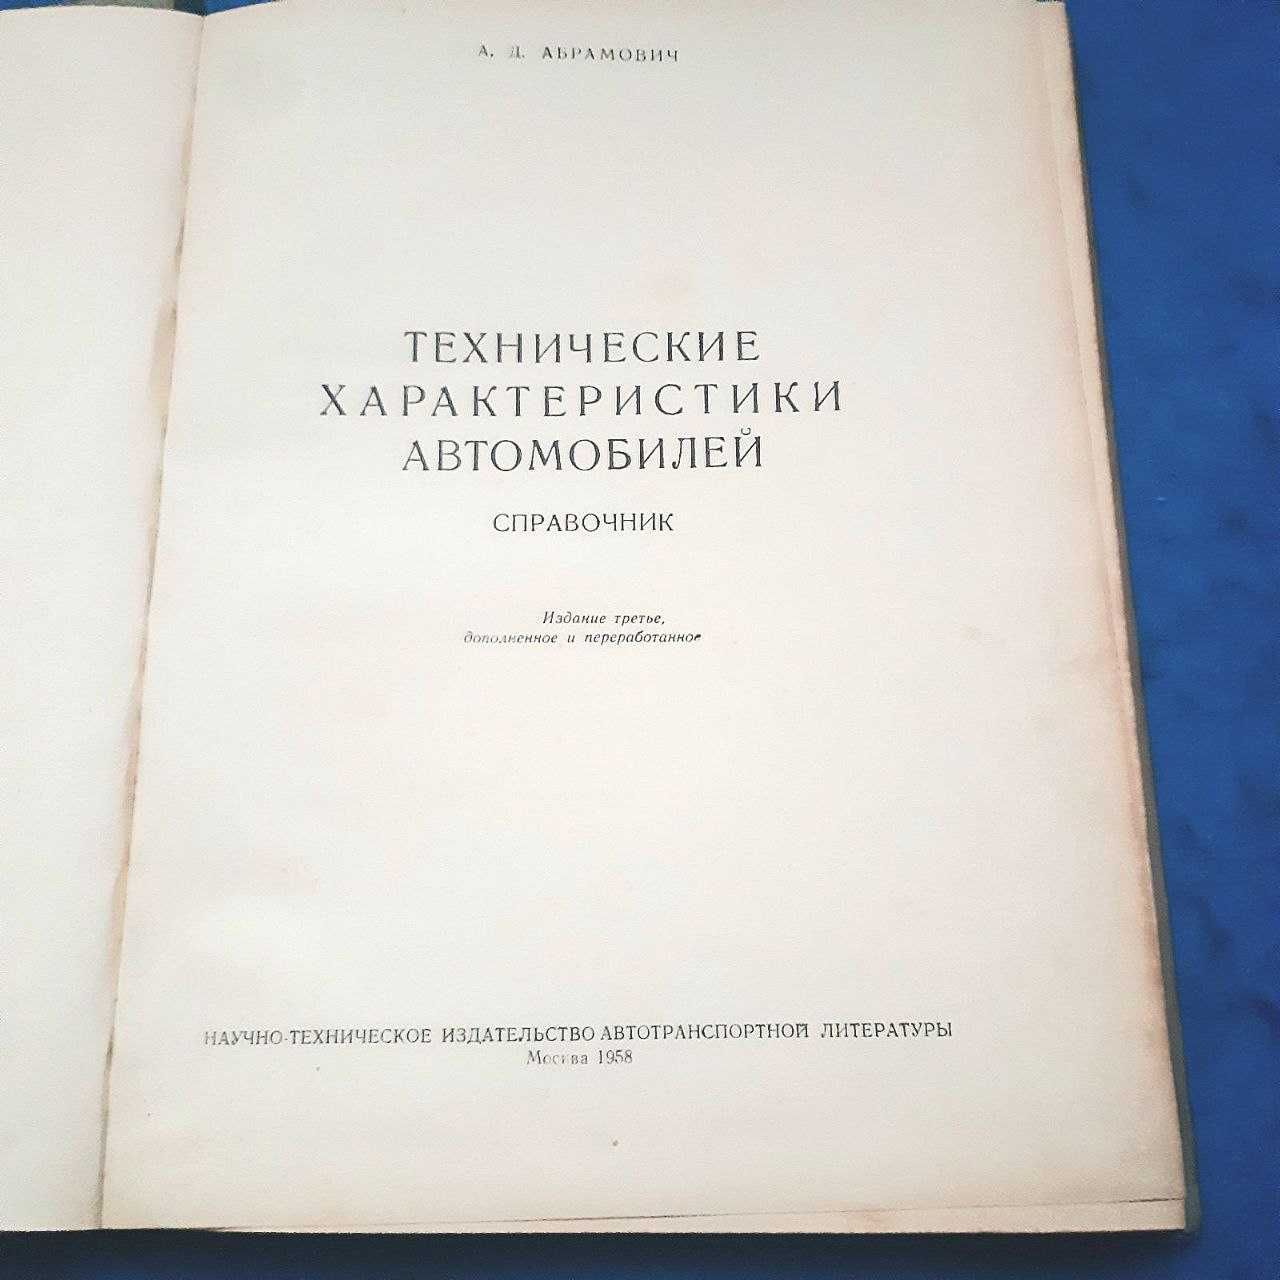 А. Д. АБРАМОВИЧ
ТЕХНИЧЕСКИЕ
ХАРАКТЕРИСТИКИ
АВТОМОБИЛЕЙ
СПРАВОЧНИК
Издание третье,
дополненное и переработанное
НАУЧНО-ТЕХНИЧЕСКОЕ ИЗДАТЕЛЬСТВО АВТОТРАНСПОРТНОЙ ЛИТЕРАТУРЫ
Москва 1958